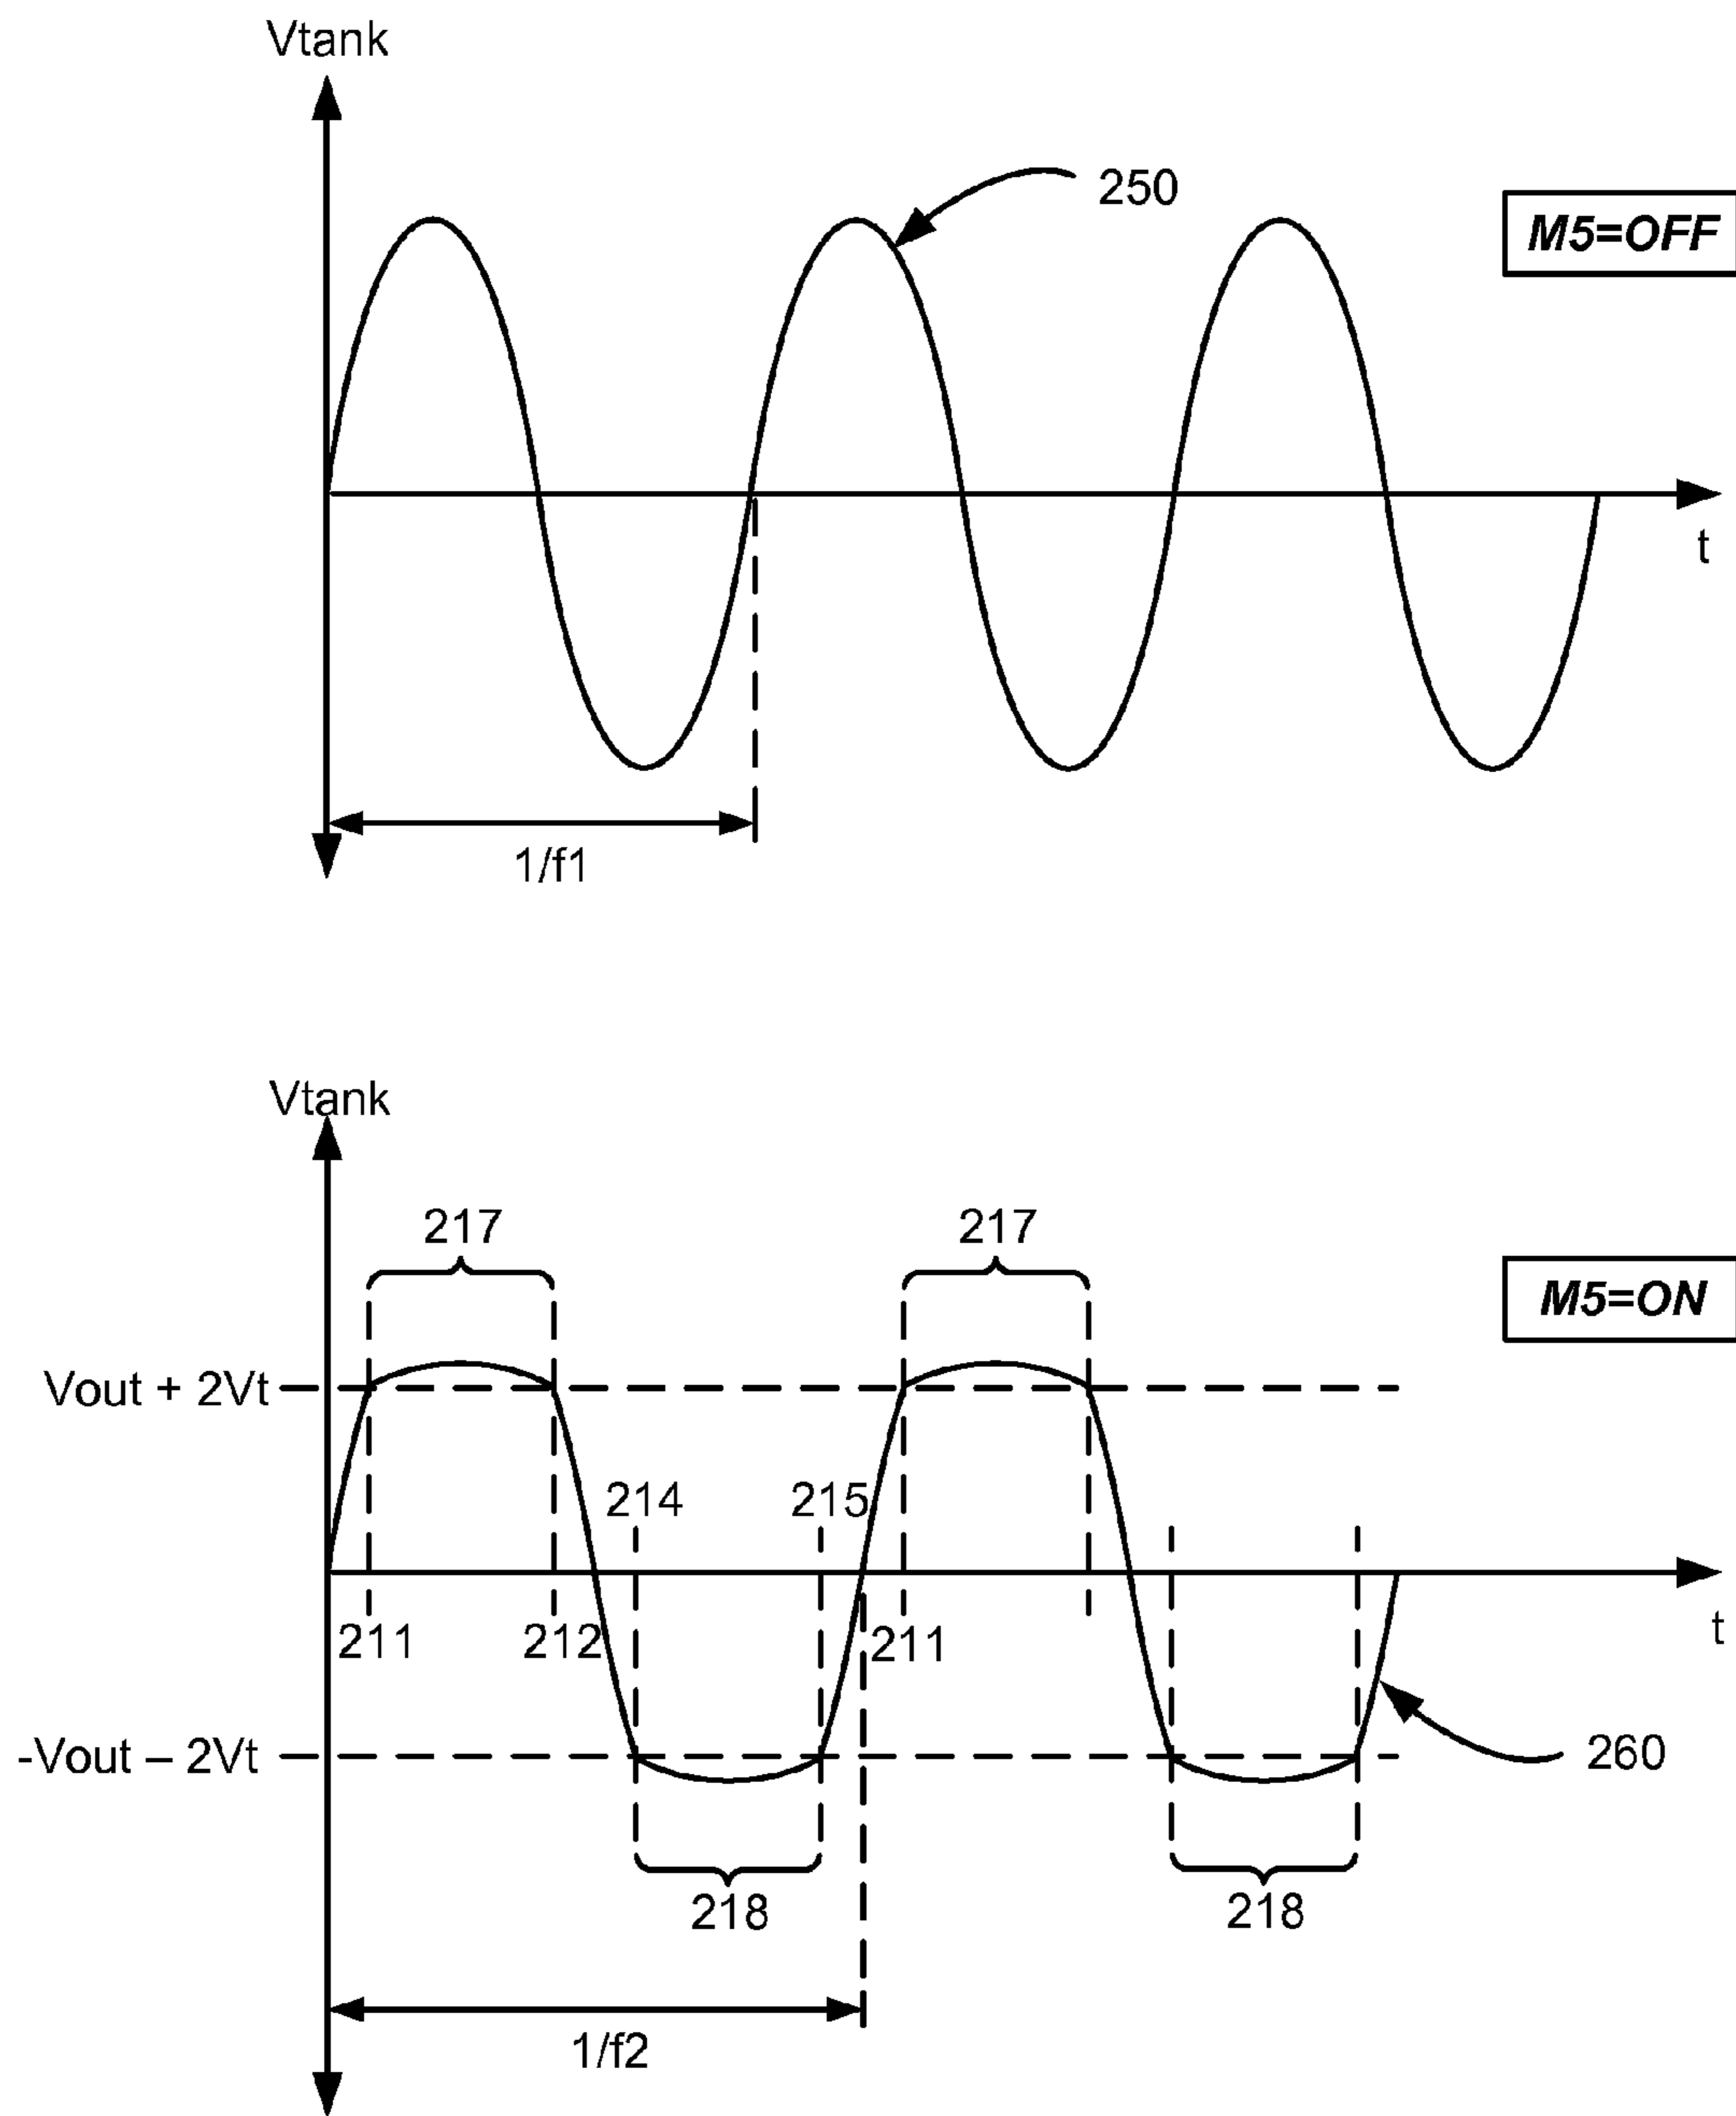 Vtank
250
M5=OFF
t
1/f1
Vtank
217
217
M5=ON
Vout + 2Vt
214
215
211
212
211
t
-Vout – 2Vt
260
218
218
1/f2